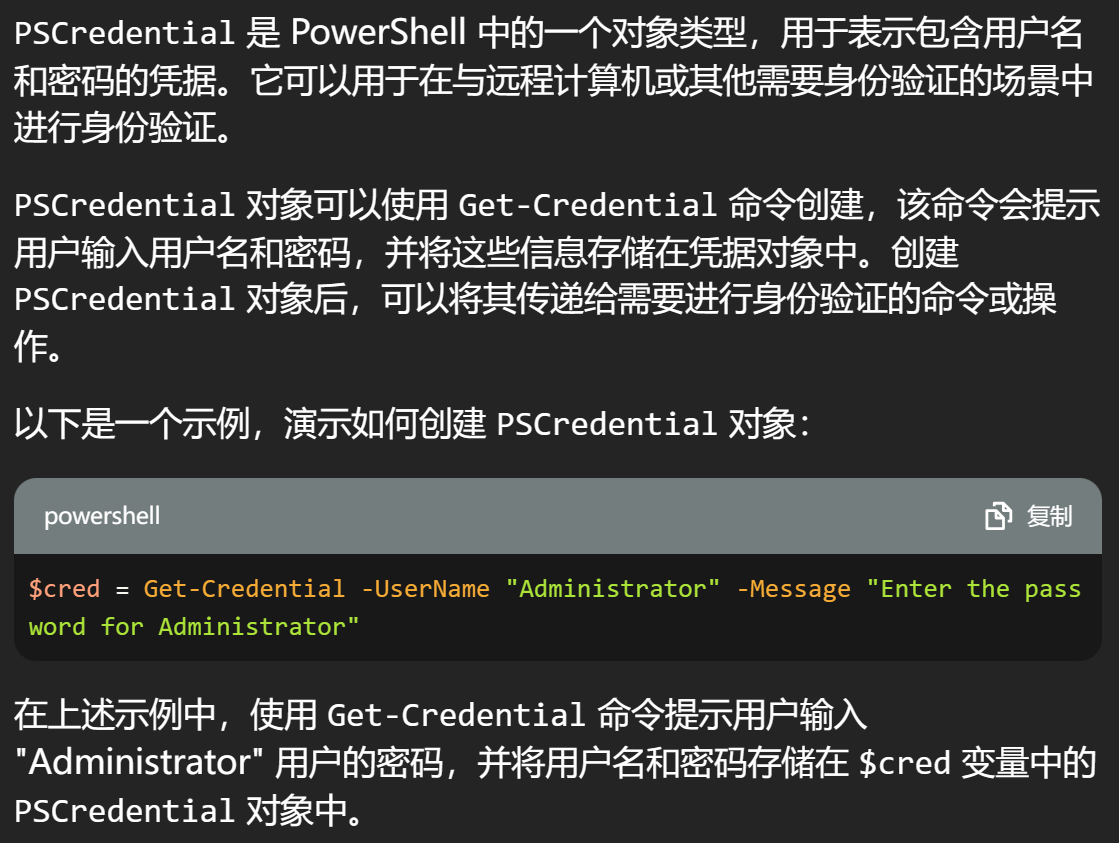 PSCredential 是 PowerShell 中的一个对象类型，用于表示包含用户名
和密码的凭据。它可以用于在与远程计算机或其他需要身份验证的场景中
进行身份验证。
PSCredential 对象可以使用 Get-Credential 命令创建，该命令会提示
用户输入用户名和密码，并将这些信息存储在凭据对象中。创建
PSCredential 对象后，可以将其传递给需要进行身份验证的命令或操
作。
以下是一个示例，演示如何创建 PSCredential 对象：
powershell 复制
$cred = Get-Credential -UserName "Administrator" -Message "Enter the pass
word for Administrator"
在上述示例中，使用 Get-Credential 命令提示用户输入
"Administrator" 用户的密码，并将用户名和密码存储在 $cred 变量中的
PSCredential 对象中。